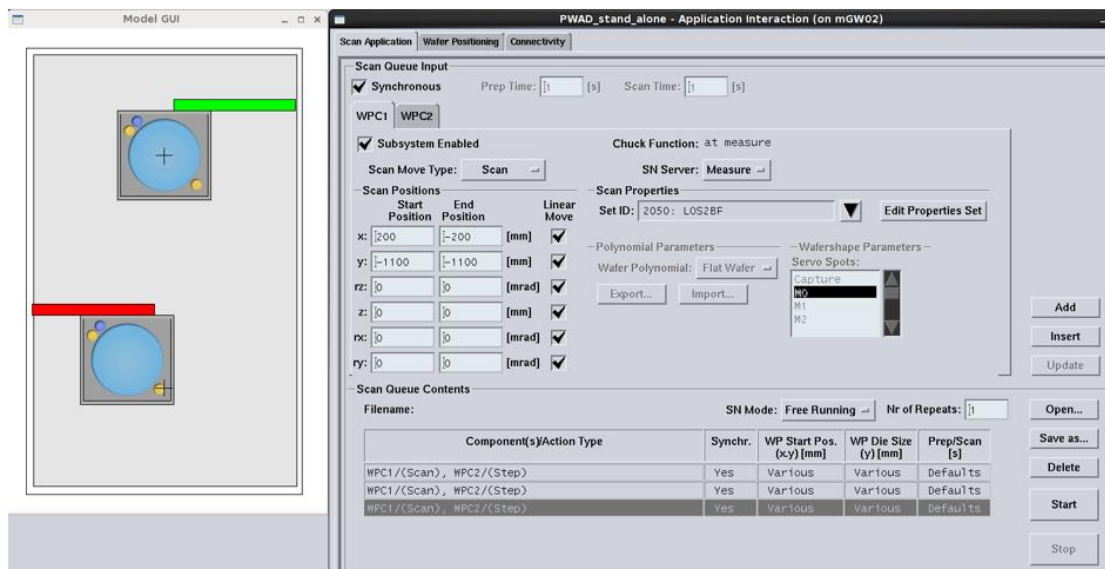 Model GUI
PWAD_stand_alone - Application Interaction (on mGW02)
Scan Application Wafer Positioning Connectivity
Scan Queue Input
Synchronous Prep Time: 1 [s] Scan Time: 1 [s]
WPC1 WPC2
Subsystem Enabled Chuck Function: at measure
Scan Move Type: Scan SN Server: Measure
Scan Positions Scan Properties
Start Position End Position Linear Move
Set ID: 2050: LOS2BF Edit Properties Set
x: 200 -200 [mm]
y: -1100 -1100 [mm]
rz: 0 0 [mrad]
z: 0 0 [mm]
rx: 0 0 [mrad]
ry: 0 0 [mrad]
Polynomial Parameters Wafershape Parameters
Wafer Polynomial: Flat Wafer Servo Spots:
Export... Import...
Capture
M0
M1
M2
Add
Insert
Update
Scan Queue Contents
Filename: SN Mode: Free Running Nr of Repeats: 1 Open...
Component(s)/Action Type Synchr. WP Start Pos. (x,y) [mm] WP Die Size (y) [mm] Prep/Scan [s]
WPC1/(Scan), WPC2/(Step) Yes Various Various Defaults
WPC1/(Scan), WPC2/(Step) Yes Various Various Defaults
WPC1/(Scan), WPC2/(Step) Yes Various Various Defaults
Save as...
Delete
Start
Stop